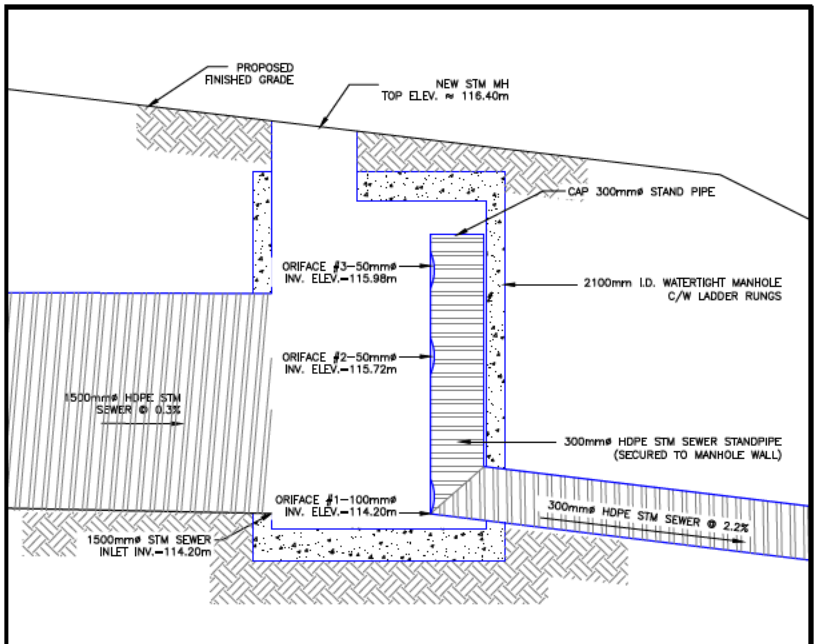 PROPOSED
FINISHED GRADE
NEW STM MH
TOP ELEV. ≈ 116.40m
CAP 300mmø STAND PIPE
ORIFACE #3-50mmø
INV. ELEV.-115.98m
2100mm I.D. WATERTIGHT MANHOLE
C/W LADDER RUNGS
ORIFACE #2-50mmø
INV. ELEV.-115.72m
1500mmø HDPE STM
SEWER @ 0.3%
300mmø HDPE STM SEWER STANDPIPE
(SECURED TO MANHOLE WALL)
ORIFACE #1-100mmø
INV. ELEV.-114.20m
300mmø HDPE STM SEWER @ 2.2%
1500mmø STM SEWER
INLET INV.-114.20m